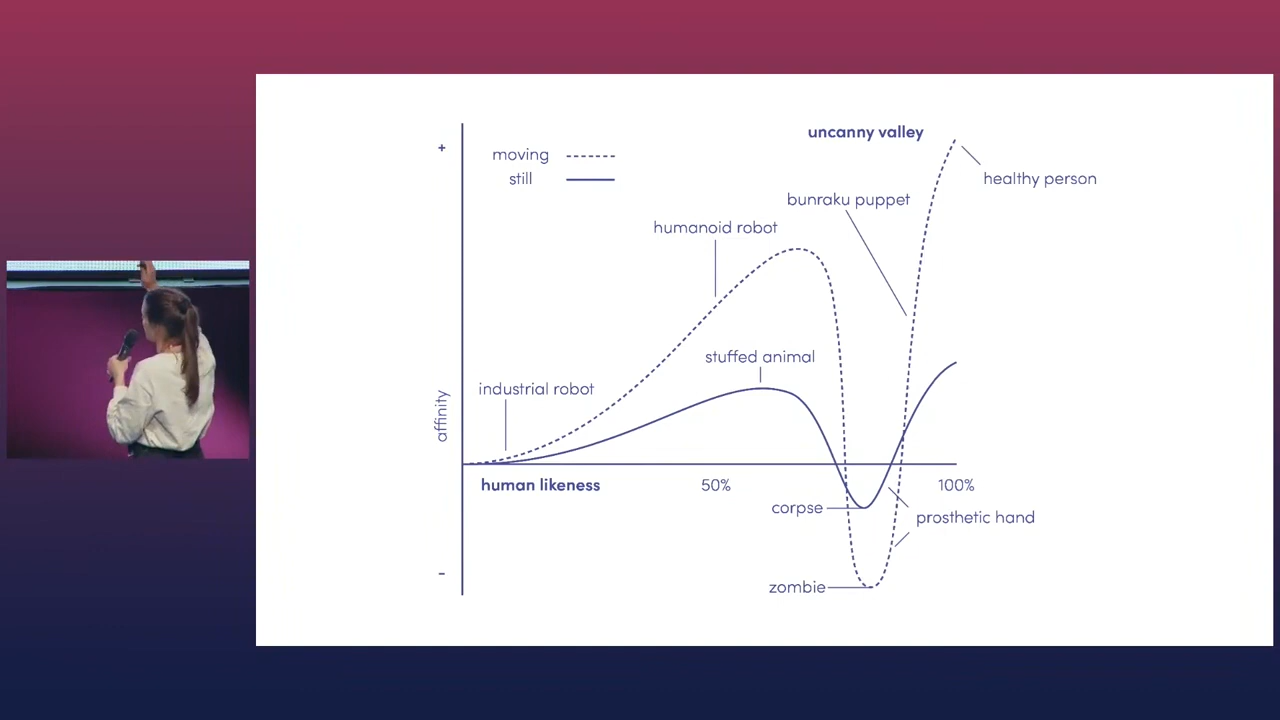 uncanny valley
+
moving
still
healthy person
bunraku puppet
humanoid robot
stuffed animal
industrial robot
affinity
human likeness
50%
100%
corpse
prosthetic hand
-
zombie